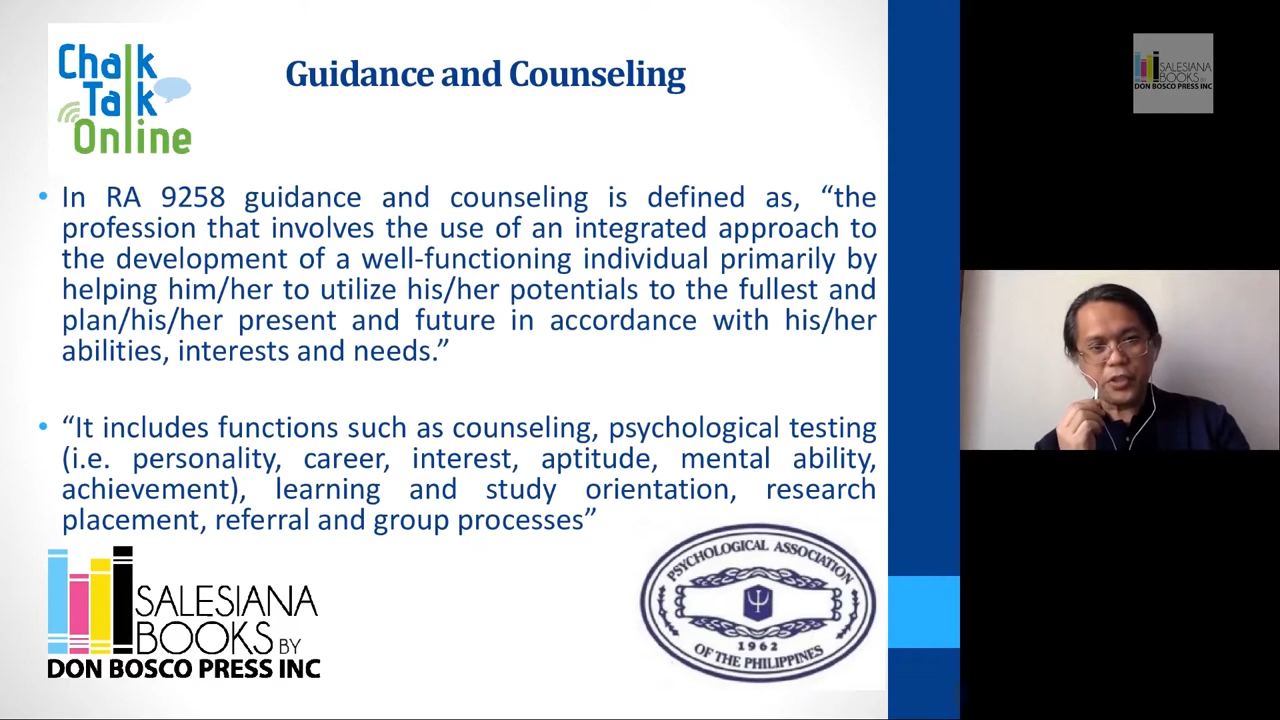 Chalk
Talk
Online
Guidance and Counseling
• In RA 9258 guidance and counseling is defined as, “the
profession that involves the use of an integrated approach to
the development of a well-functioning individual primarily by
helping him/her to utilize his/her potentials to the fullest and
plan/his/her present and future in accordance with his/her
abilities, interests and needs.”
• “It includes functions such as counseling, psychological testing
(i.e. personality, career, interest, aptitude, mental ability,
achievement), learning and study orientation, research
placement, referral and group processes”
SALESIANA
BOOKS BY
DON BOSCO PRESS INC
PSYCHOLOGICAL ASSOCIATION
Ψ
1962
OF THE PHILIPPINES
SALESIANA
BOOKS BY
DON BOSCO PRESS INC